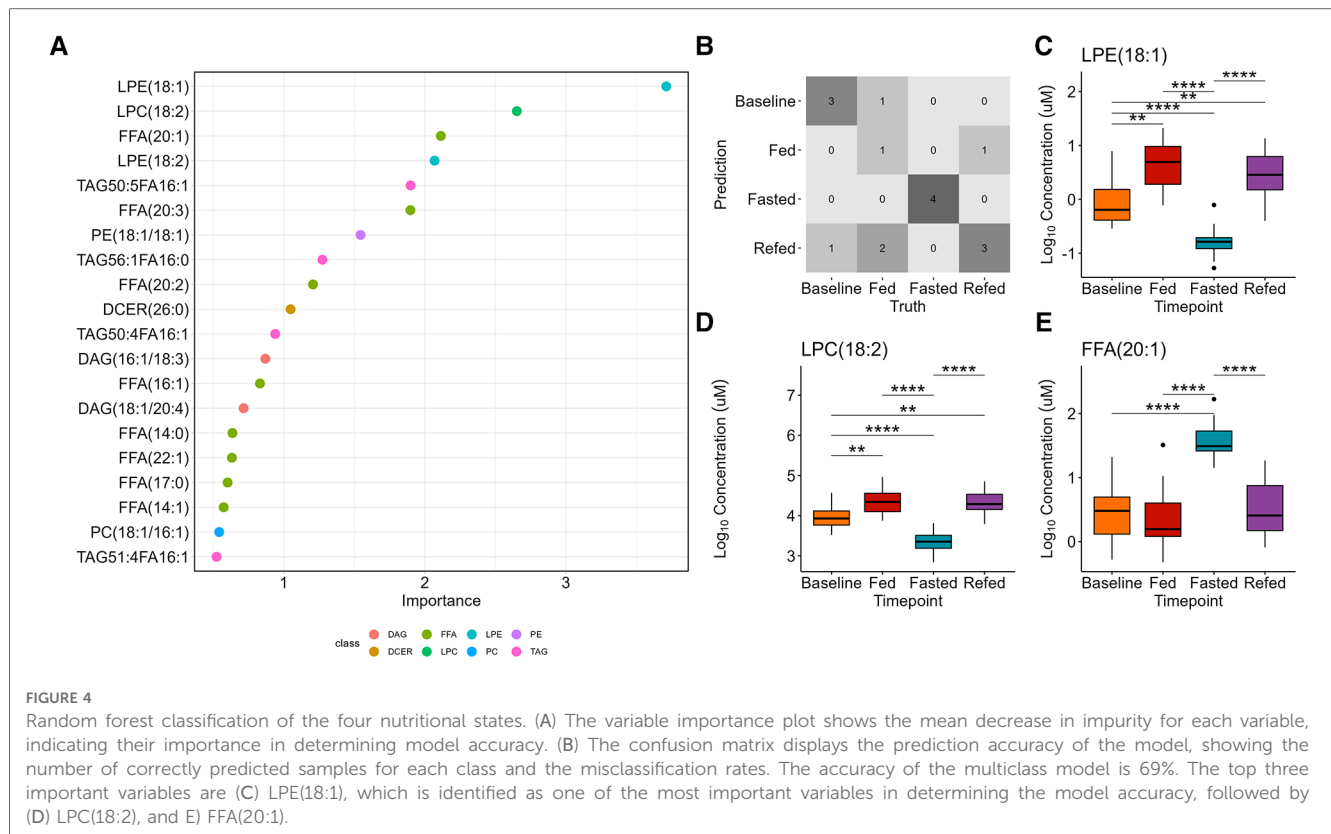 A
LPE(18:1)
LPC(18:2)
FFA(20:1)
LPE(18:2)
TAG50:5FA16:1
FFA(20:3)
PE(18:1/18:1)
TAG56:1FA16:0
FFA(20:2)
DCER(26:0)
TAG50:4FA16:1
DAG(16:1/18:3)
FFA(16:1)
DAG(18:1/20:4)
FFA(14:0)
FFA(22:1)
FFA(17:0)
FFA(14:1)
PC(18:1/16:1)
TAG51:4FA16:1
1 2 3
Importance
class
DAG FFA LPE PE
DCER LPC PC TAG
B
Prediction
Baseline 3 1 0 0
Fed 0 1 0 1
Fasted 0 0 4 0
Refed 1 2 0 3
Baseline Fed Fasted Refed
Truth
C
LPE(18:1)
Log₁₀ Concentration (uM)
2
1
0
-1
****
****
**
****
**
Baseline Fed Fasted Refed
Timepoint
D
LPC(18:2)
Log₁₀ Concentration (uM)
7
6
5
4
3
****
****
**
****
**
Baseline Fed Fasted Refed
Timepoint
E
FFA(20:1)
Log₁₀ Concentration (uM)
2
1
0
****
****
****
Baseline Fed Fasted Refed
Timepoint
FIGURE 4
Random forest classification of the four nutritional states. (A) The variable importance plot shows the mean decrease in impurity for each variable,
indicating their importance in determining model accuracy. (B) The confusion matrix displays the prediction accuracy of the model, showing the
number of correctly predicted samples for each class and the misclassification rates. The accuracy of the multiclass model is 69%. The top three
important variables are (C) LPE(18:1), which is identified as one of the most important variables in determining the model accuracy, followed by
(D) LPC(18:2), and E) FFA(20:1).